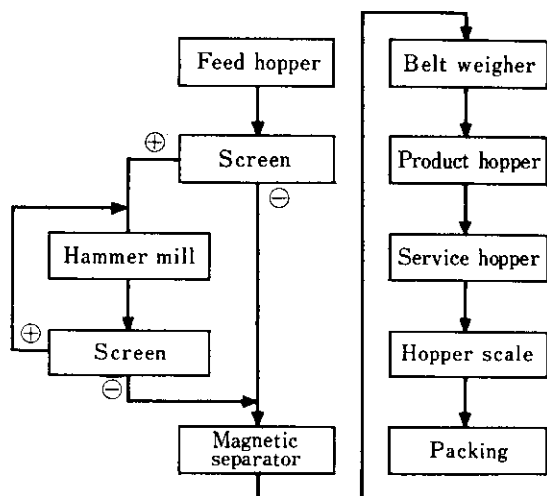 Feed hopper
⊕
Screen
⊖
Hammer mill
⊕
Screen
⊖
Magnetic
separator
Belt weigher
Product hopper
Service hopper
Hopper scale
Packing